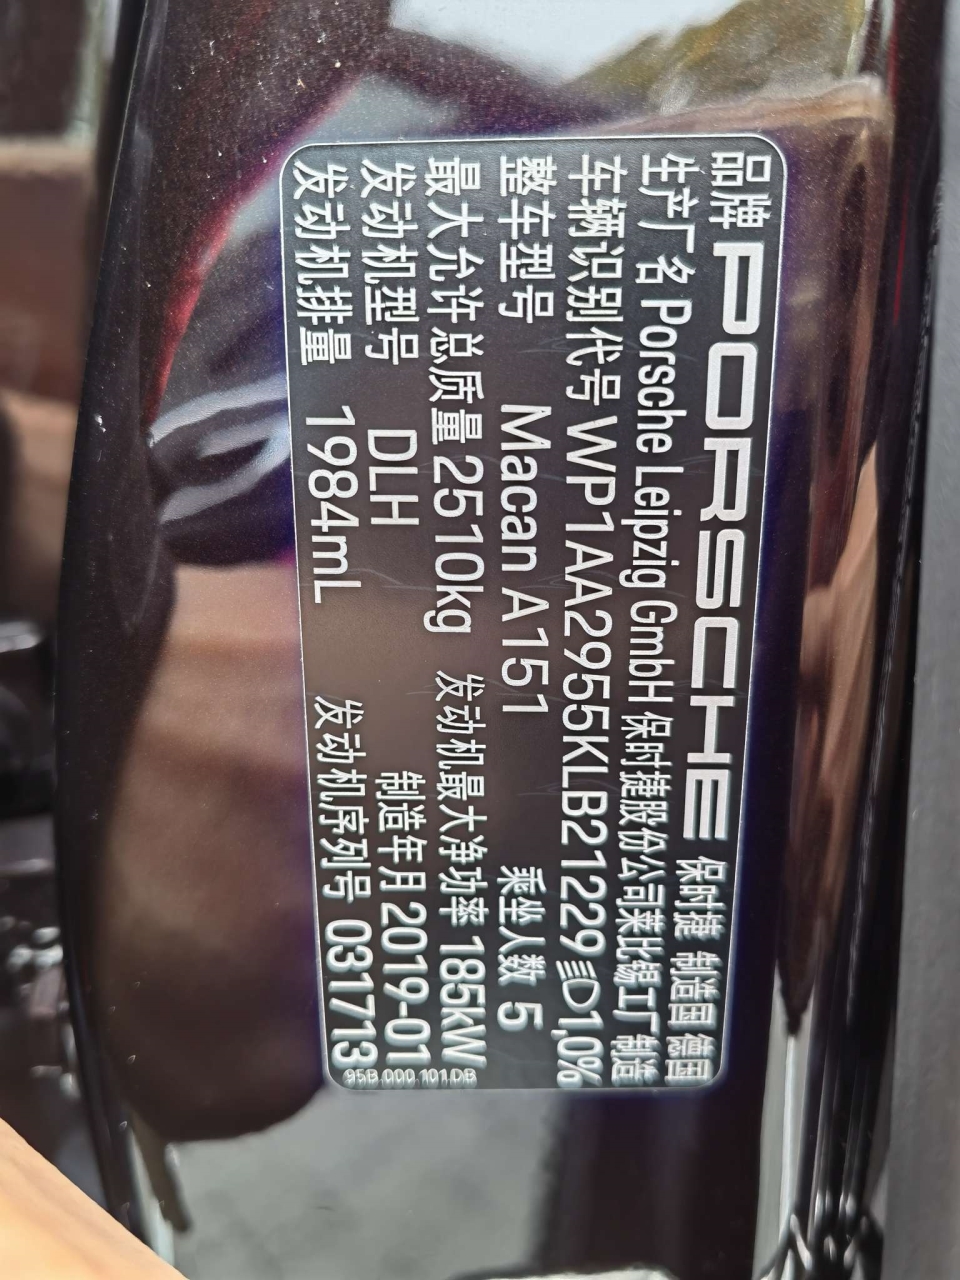 品牌 PORSCHE 保时捷 制造国 德国
生产厂名 Porsche Leipzig GmbH 保时捷股份公司莱比锡工厂制造
车辆识别代号 WP1AA2955KLB21229 1,0%
整车型号 Macan A151 乘坐人数 5
最大允许总质量 2510kg 发动机最大净功率 185kW
发动机型号 DLH 制造年月 2019-01
发动机排量 1984mL 发动机序列号 031713
95B.000.101.DB